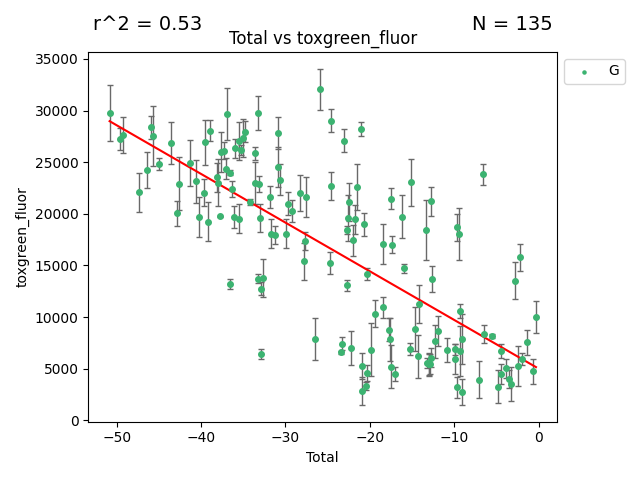 r^2 = 0.53
N = 135
Total vs toxgreen_fluor
G
35000
30000
25000
20000
15000
10000
5000
0
toxgreen_fluor
−50
−40
−30
−20
−10
0
Total